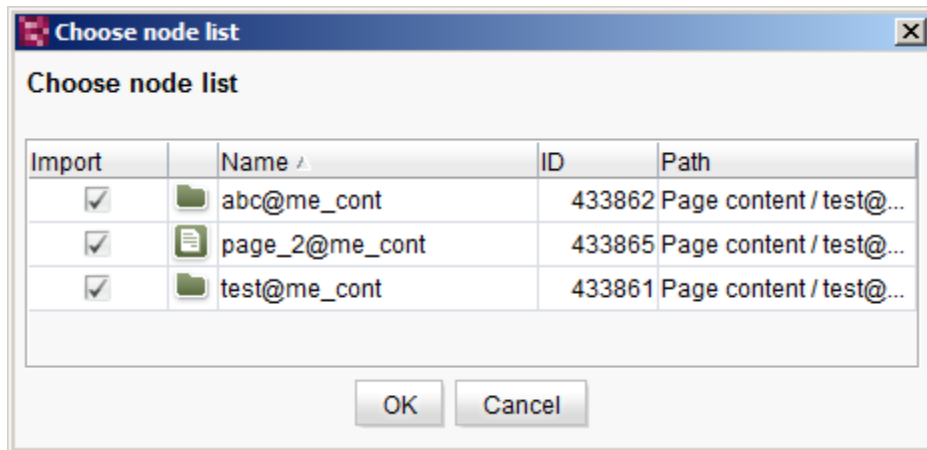 Choose node list
Choose node list
Import Name ID Path
abc@me_cont 433862 Page content / test@...
page_2@me_cont 433865 Page content / test@...
test@me_cont 433861 Page content / test@...
OK Cancel